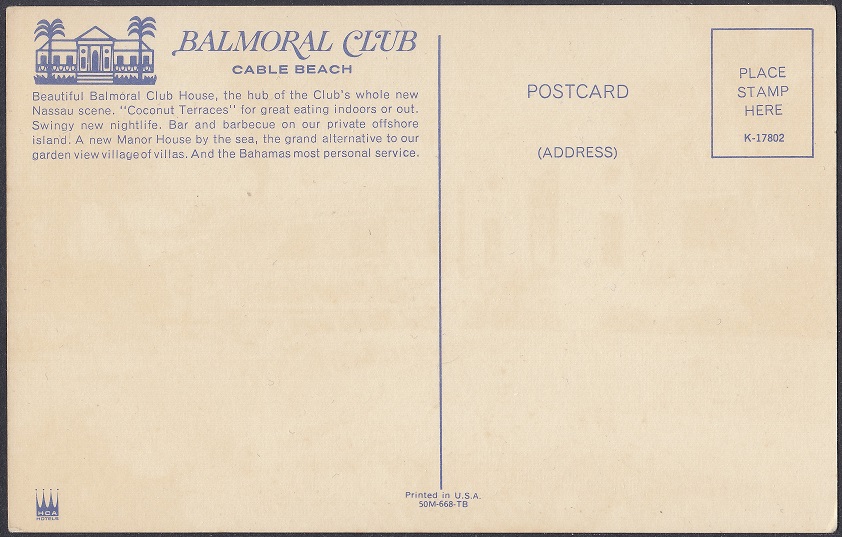 BALMORAL CLUB
CABLE BEACH
Beautiful Balmoral Club House, the hub of the Club's whole new
Nassau scene. "Coconut Terraces" for great eating indoors or out.
Swingy new nightlife. Bar and barbecue on our private offshore
island. A new Manor House by the sea, the grand alternative to our
garden view village of villas. And the Bahamas most personal service.
POSTCARD
(ADDRESS)
PLACE
STAMP
HERE
K-17802
HCA
HOTELS
Printed in U.S.A.
50M-668-TB